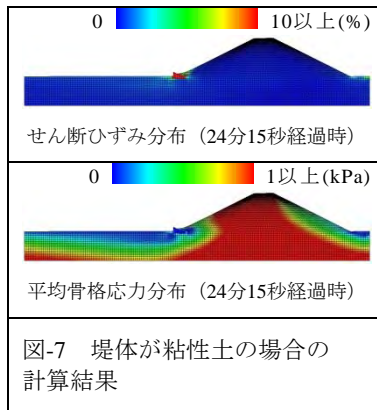 0 10以上(%)
せん断ひずみ分布（24分15秒経過時）
0 1以上(kPa)
平均骨格応力分布（24分15秒経過時）
図-7 堤体が粘性土の場合の
計算結果